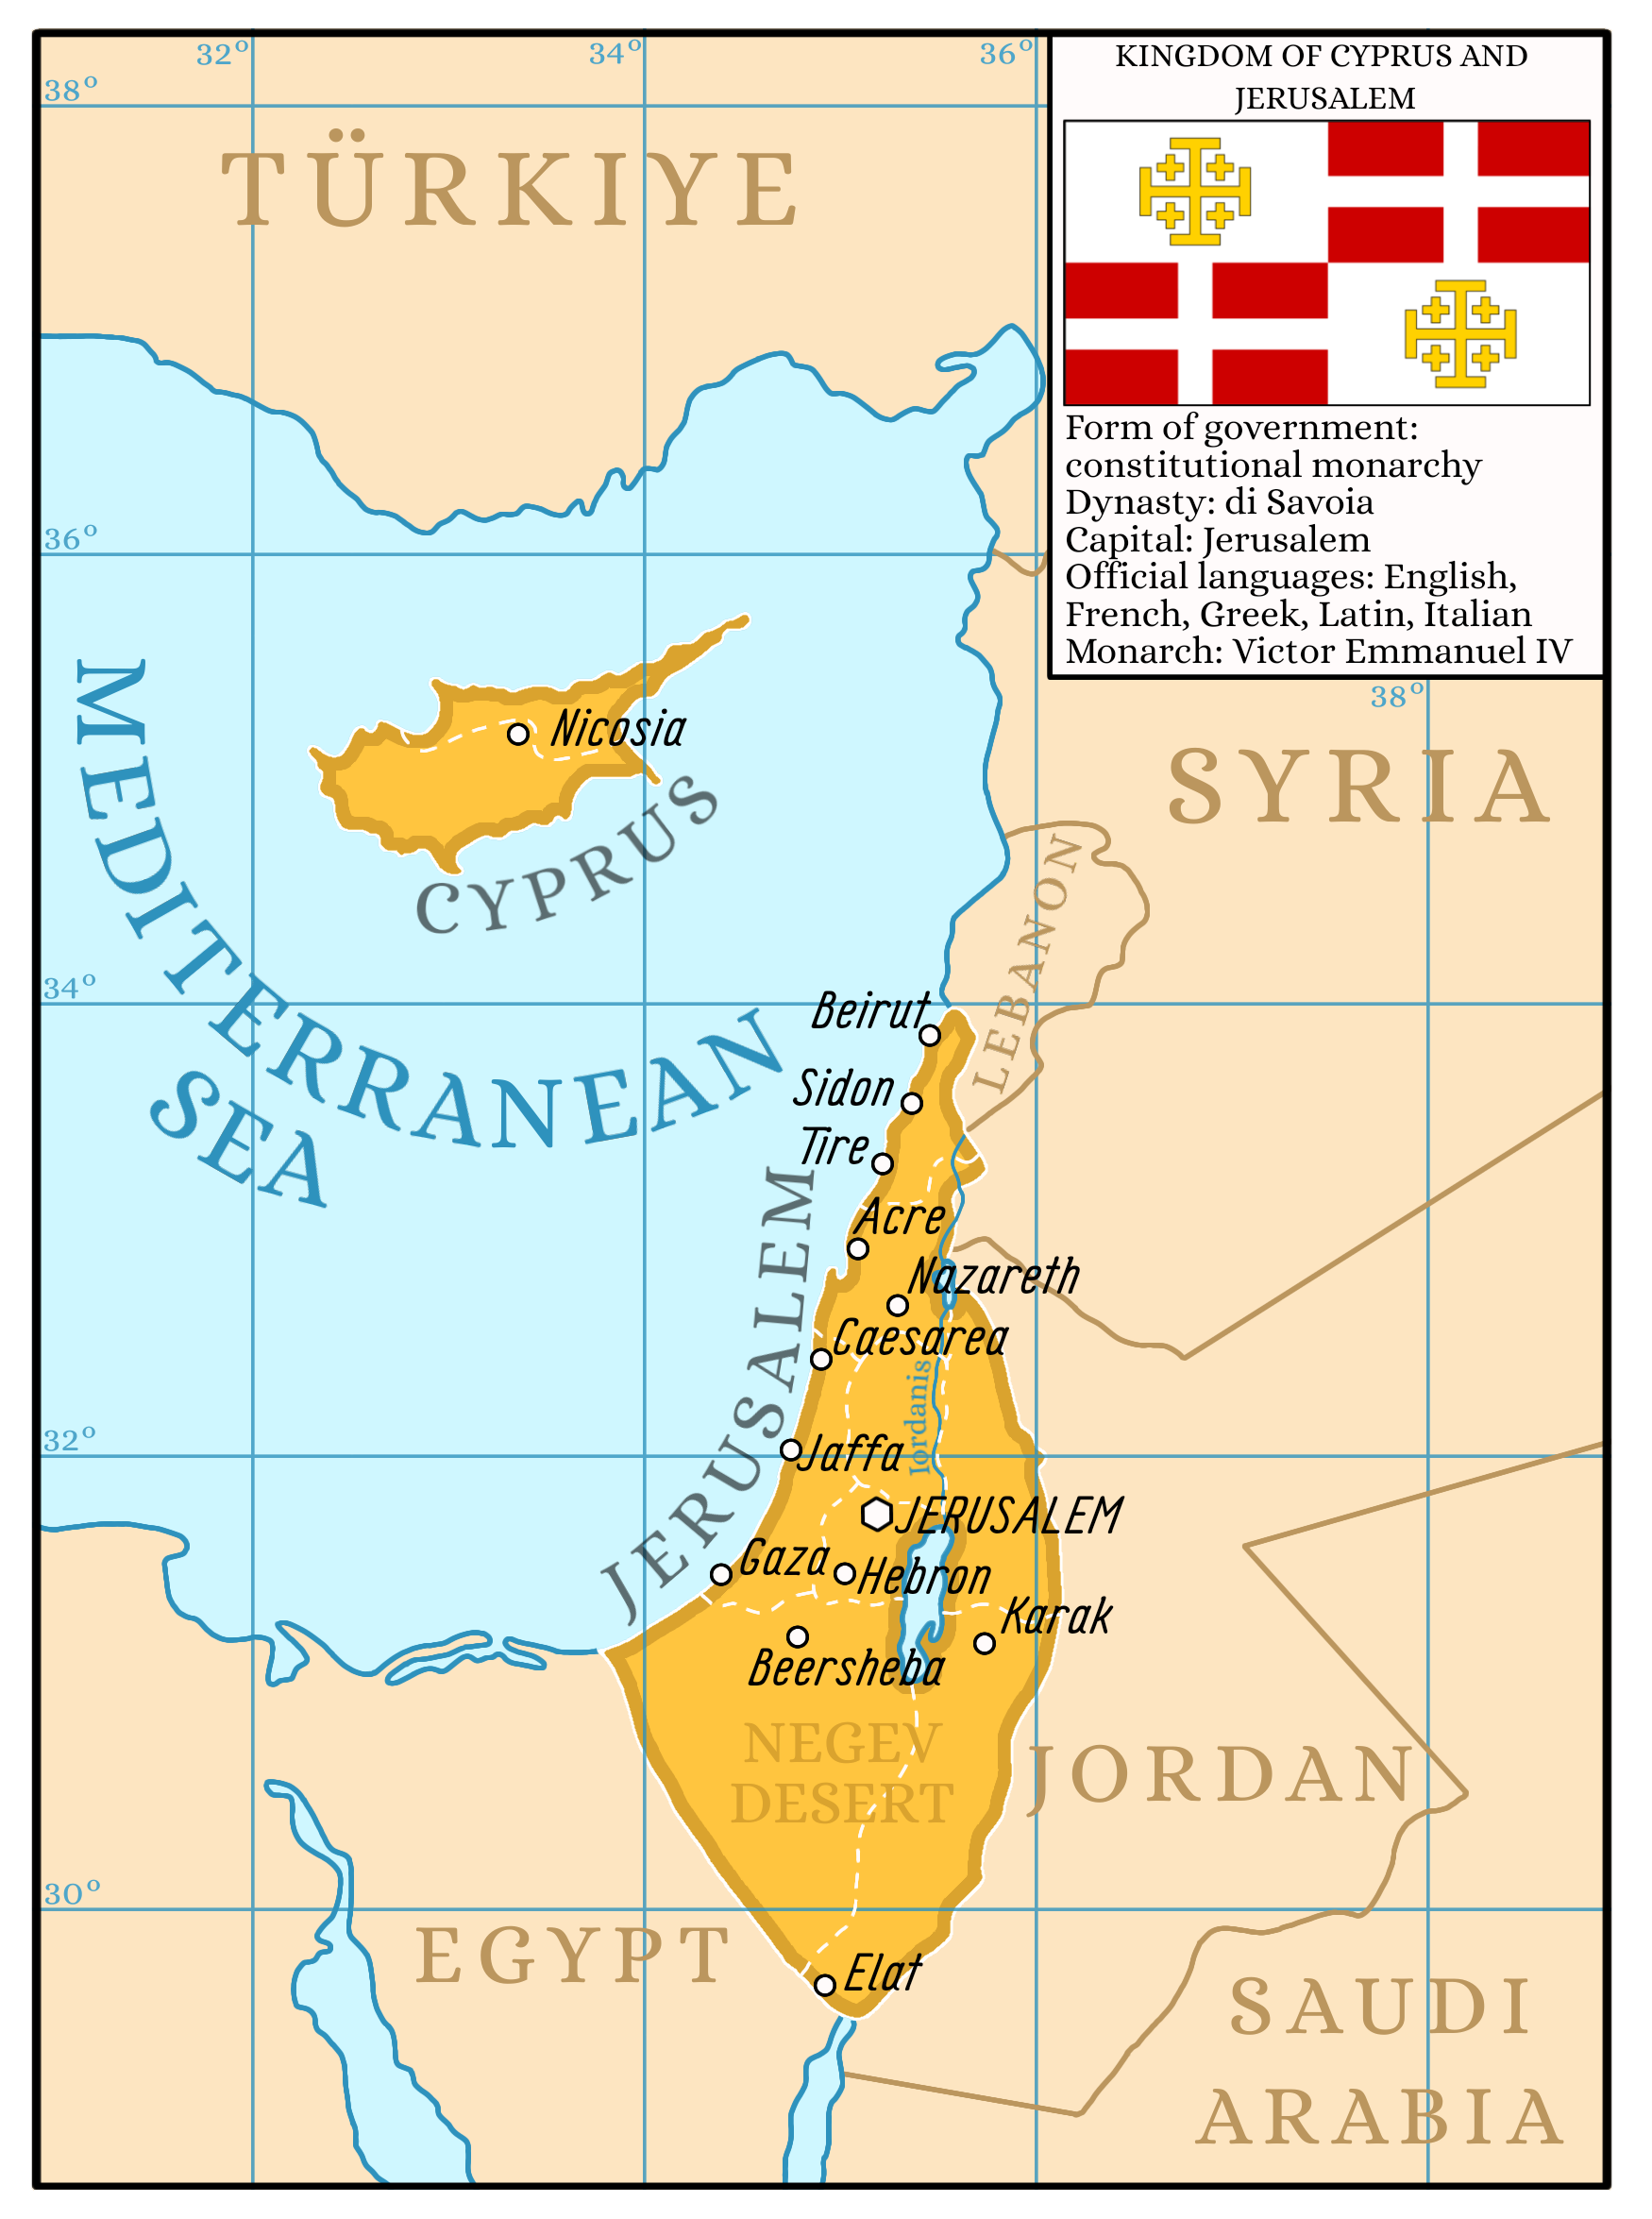 32°
34°
36°
38°
KINGDOM OF CYPRUS AND
JERUSALEM
Form of government:
constitutional monarchy
Dynasty: di Savoia
Capital: Jerusalem
Official languages: English,
French, Greek, Latin, Italian
Monarch: Victor Emmanuel IV
TÜRKIYE
36°
38°
SYRIA
Nicosia
CYPRUS
MEDITERRANEAN
SEA
LEBANON
34°
Beirut
Sidon
Tire
JERUSALEM
Acre
Nazareth
Caesarea
Iordanis
32°
Jaffa
JERUSALEM
Gaza
Hebron
Karak
Beersheba
NEGEV
DESERT
JORDAN
30°
EGYPT
Elat
SAUDI
ARABIA